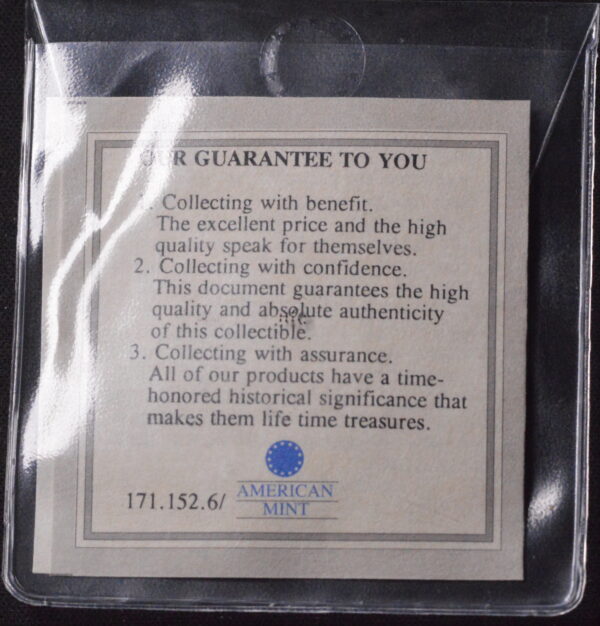 OUR GUARANTEE TO YOU
1. Collecting with benefit.
The excellent price and the high
quality speak for themselves.
2. Collecting with confidence.
This document guarantees the high
quality and absolute authenticity
of this collectible.
3. Collecting with assurance.
All of our products have a time-
honored historical significance that
makes them life time treasures.
171.152.6/ AMERICAN
MINT